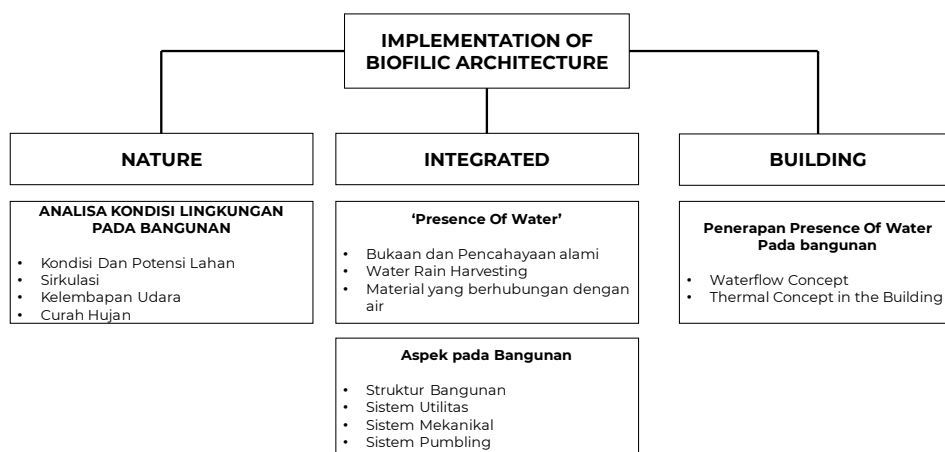 IMPLEMENTATION OF
BIOFILIC ARCHITECTURE
NATURE
ANALISA KONDISI LINGKUNGAN
PADA BANGUNAN
• Kondisi Dan Potensi Lahan
• Sirkulasi
• Kelembapan Udara
• Curah Hujan
INTEGRATED
‘Presence Of Water’
• Bukaan dan Pencahayaan alami
• Water Rain Harvesting
• Material yang berhubungan dengan
air
Aspek pada Bangunan
• Struktur Bangunan
• Sistem Utilitas
• Sistem Mekanikal
• Sistem Pumbling
BUILDING
Penerapan Presence Of Water
Pada bangunan
• Waterflow Concept
• Thermal Concept in the Building